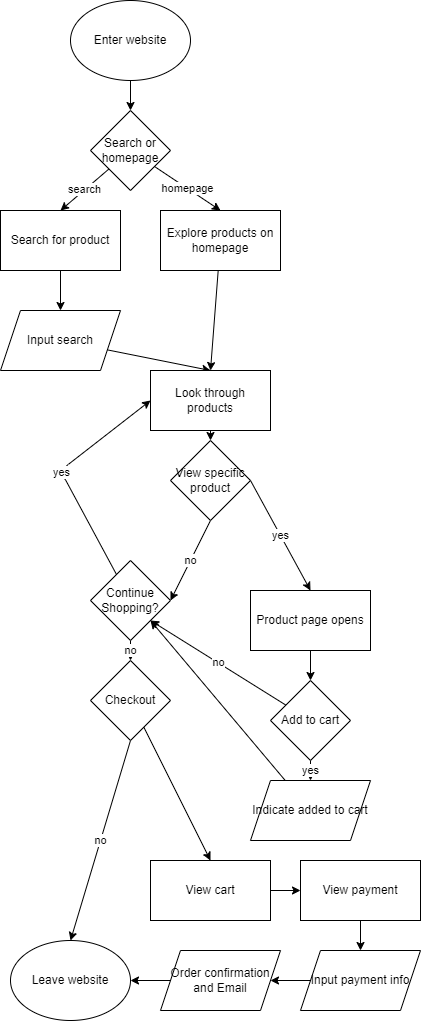 Enter website
Search or
homepage
search
homepage
Search for product
Explore products on
homepage
Input search
Look through
products
yes
View specific
product
yes
no
Continue
Shopping?
Product page opens
no
no
Checkout
Add to cart
yes
Indicate added to cart
no
View cart
View payment
Leave website
Order confirmation
and Email
Input payment info